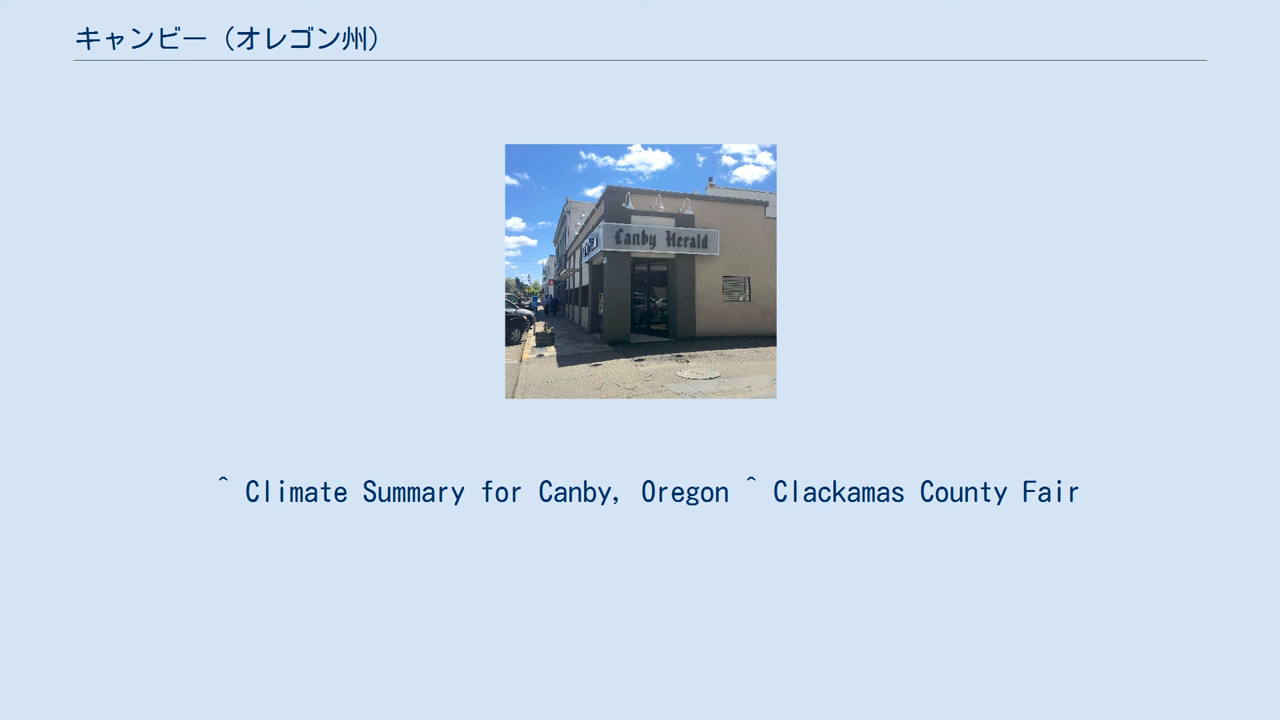 キャンビー（オレゴン州）
Canby Herald
^ Climate Summary for Canby, Oregon ^ Clackamas County Fair